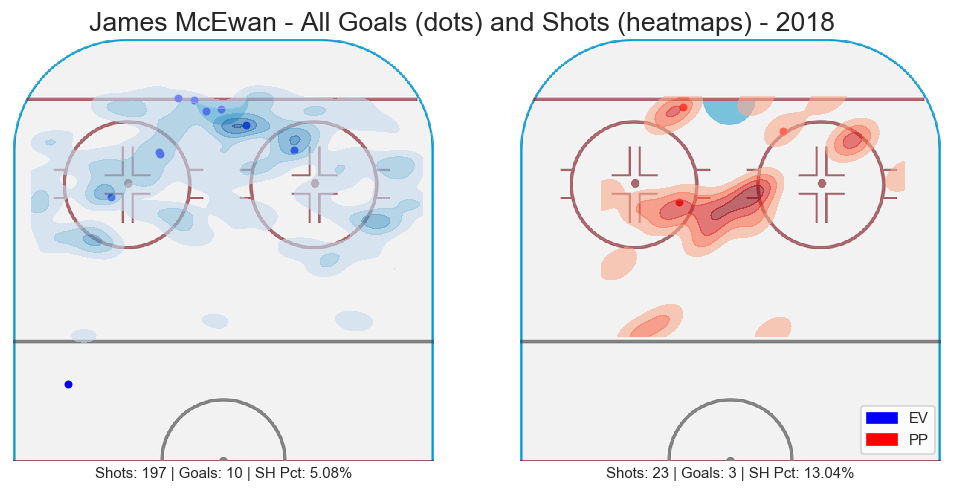 James McEwan - All Goals (dots) and Shots (heatmaps) - 2018
EV
PP
Shots: 197 | Goals: 10 | SH Pct: 5.08%
Shots: 23 | Goals: 3 | SH Pct: 13.04%